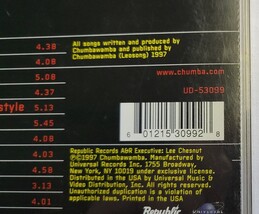 4.38
4.08
5.08
4.37
style 5.13
5.45
4.01
4.38
4.58
3.13
4.01
All songs written and produced by
Chumbawamba and published by
Chumbawamba (Leosong) 1997
www.chumba.com
UD-53099
6 01215 30992 8
Republic Records A&R Executive: Lee Chesnut
℗©1997 Chumbawamba. Manufactured by
Universal Records Inc. 1755 Broadway,
New York, NY 10019 under exclusive license.
Distributed in the USA by Universal Music &
Video Distribution, Inc. All rights reserved.
Unauthorized duplication is a violation of
applicable laws. Printed in the USA
Republic
UNIVERSAL